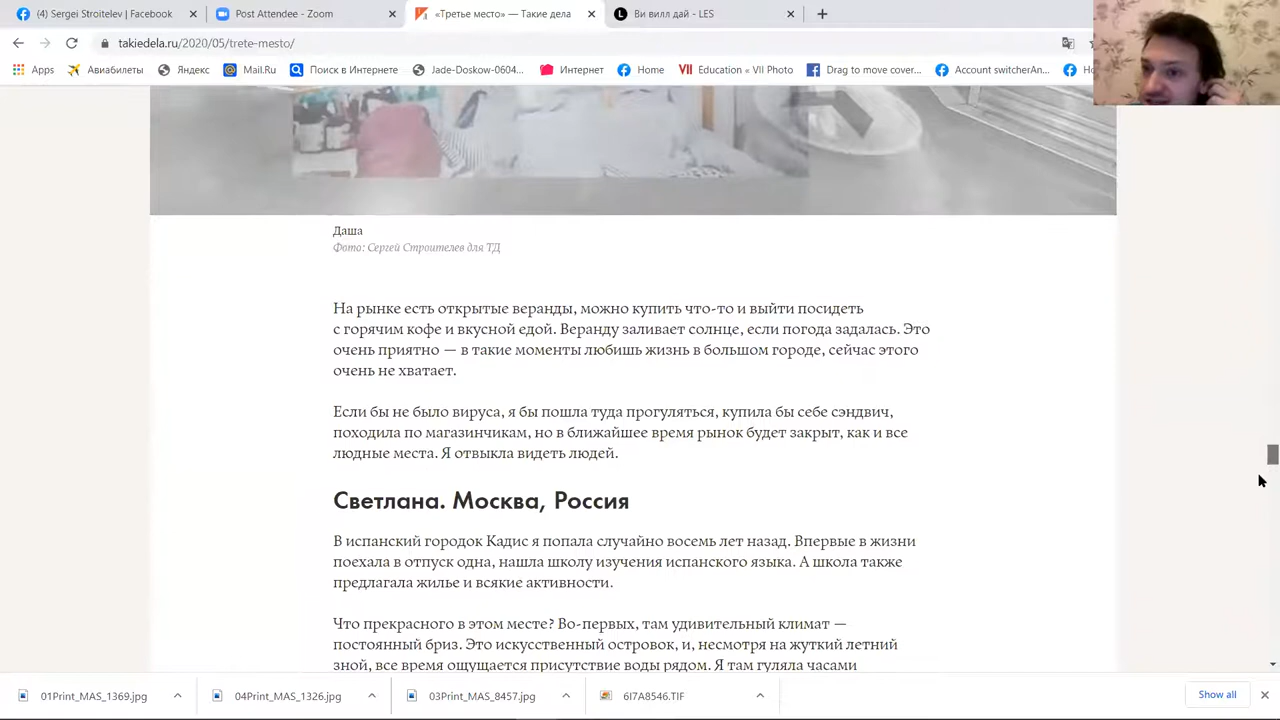 (4) Sergei Stroitelev | Facebook
Post Attendee - Zoom
«Третье место» — Такие дела
Ви вилл дай - LES
takiedela.ru/2020/05/trete-mesto/
Apps
Авиабилеты
Яндекс
Mail.Ru
Поиск в Интернете
Jade-Doskow-0604...
Интернет
Home
VII Education « VII Photo
Drag to move cover...
Account switcherAn...
Даша
Фото: Сергей Строителев для ТД
На рынке есть открытые веранды, можно купить что-то и выйти посидеть
с горячим кофе и вкусной едой. Веранду заливает солнце, если погода задалась. Это
очень приятно — в такие моменты любишь жизнь в большом городе, сейчас этого
очень не хватает.
Если бы не было вируса, я бы пошла туда прогуляться, купила бы себе сэндвич,
походила по магазинчикам, но в ближайшее время рынок будет закрыт, как и все
людные места. Я отвыкла видеть людей.
Светлана. Москва, Россия
В испанский городок Кадис я попала случайно восемь лет назад. Впервые в жизни
поехала в отпуск одна, нашла школу изучения испанского языка. А школа также
предлагала жилье и всякие активности.
Что прекрасного в этом месте? Во-первых, там удивительный климат —
постоянный бриз. Это искусственный островок, и, несмотря на жуткий летний
зной, все время ощущается присутствие воды рядом. Я там гуляла часами
01Print_MAS_1369.jpg
04Print_MAS_1326.jpg
03Print_MAS_8457.jpg
6I7A8546.TIF
Show all